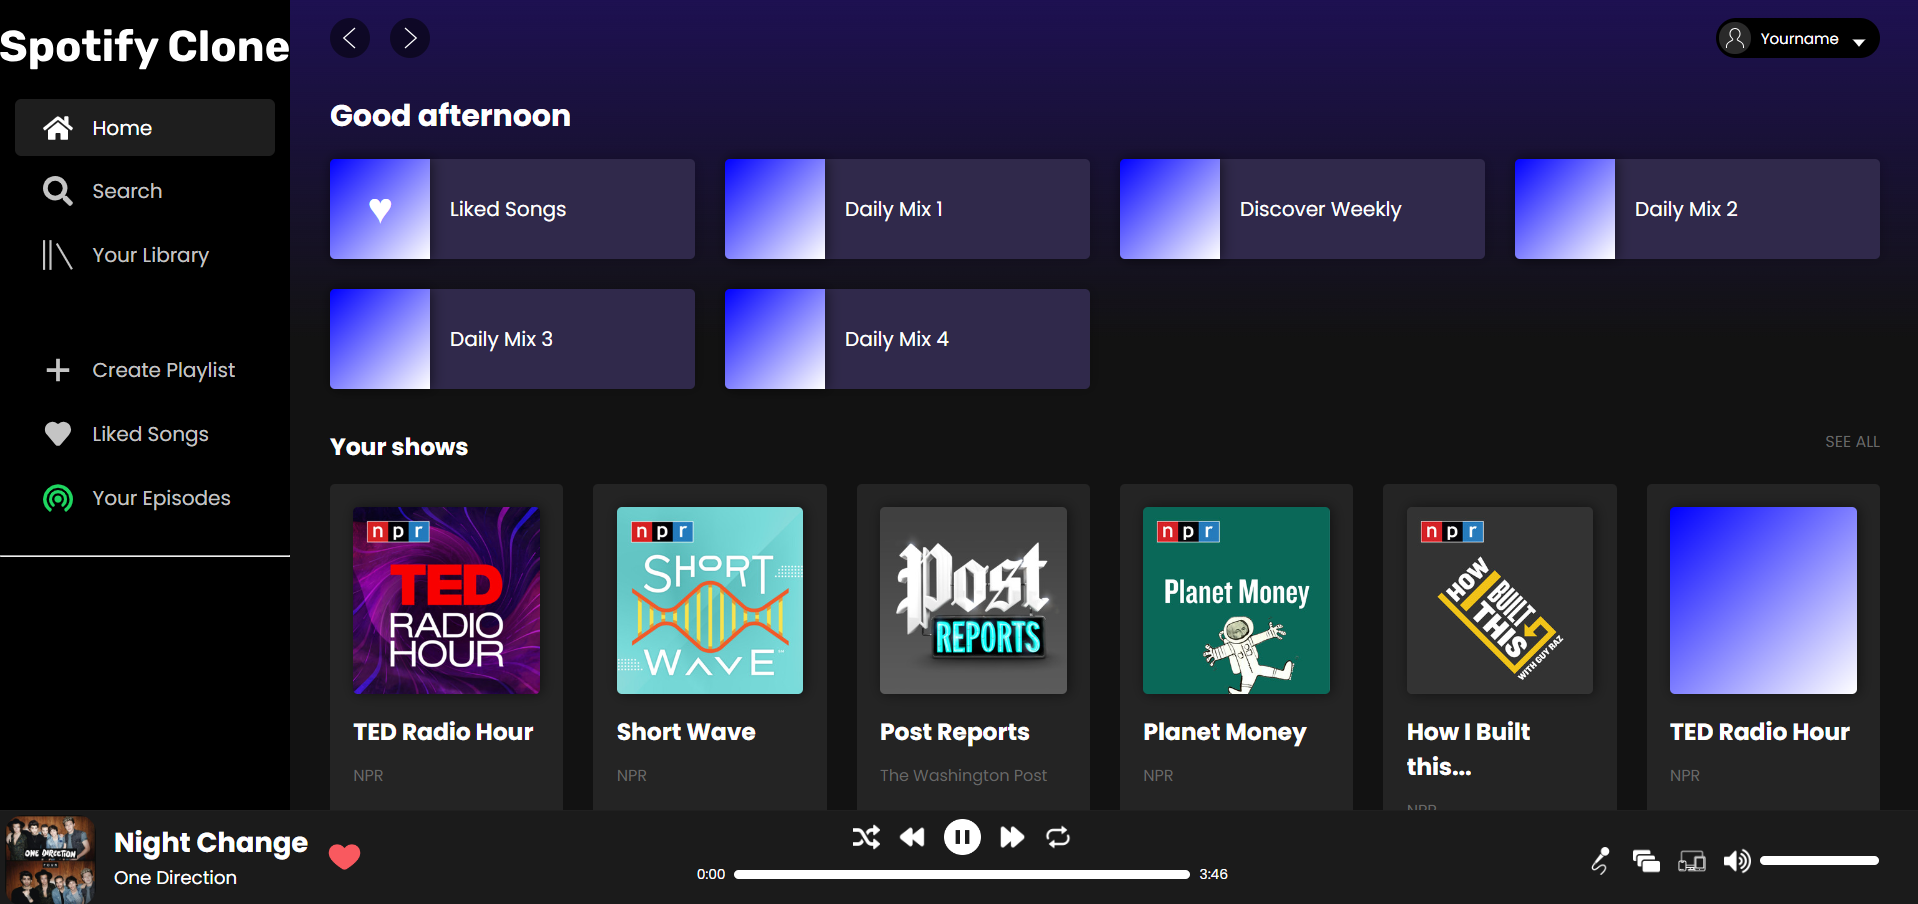 Spotify Clone
Home
Search
Your Library
Create Playlist
Liked Songs
Your Episodes
Yourname
Good afternoon
Liked Songs
Daily Mix 1
Discover Weekly
Daily Mix 2
Daily Mix 3
Daily Mix 4
Your shows
SEE ALL
npr
TED
RADIO
HOUR
TED Radio Hour
NPR
npr
SHORT
WAVE
Short Wave
NPR
Post
REPORTS
Post Reports
The Washington Post
npr
Planet Money
Planet Money
NPR
npr
HOW
I BUILT
THIS
WITH GUY RAZ
How I Built
this...
NPR
TED Radio Hour
NPR
ONE DIRECTION
FOUR
Night Change
One Direction
0:00
3:46